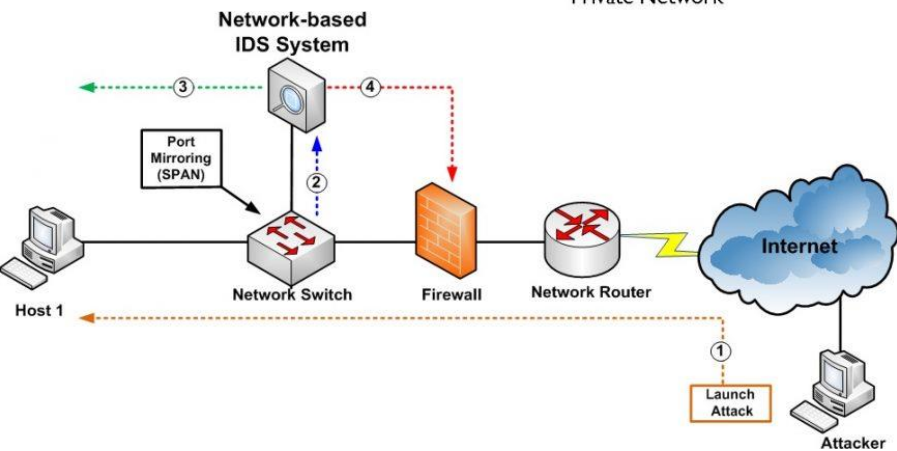 Private Network
Network-based
IDS System
3
4
Port
Mirroring
(SPAN)
2
Internet
Host 1
Network Switch
Firewall
Network Router
1
Launch
Attack
Attacker